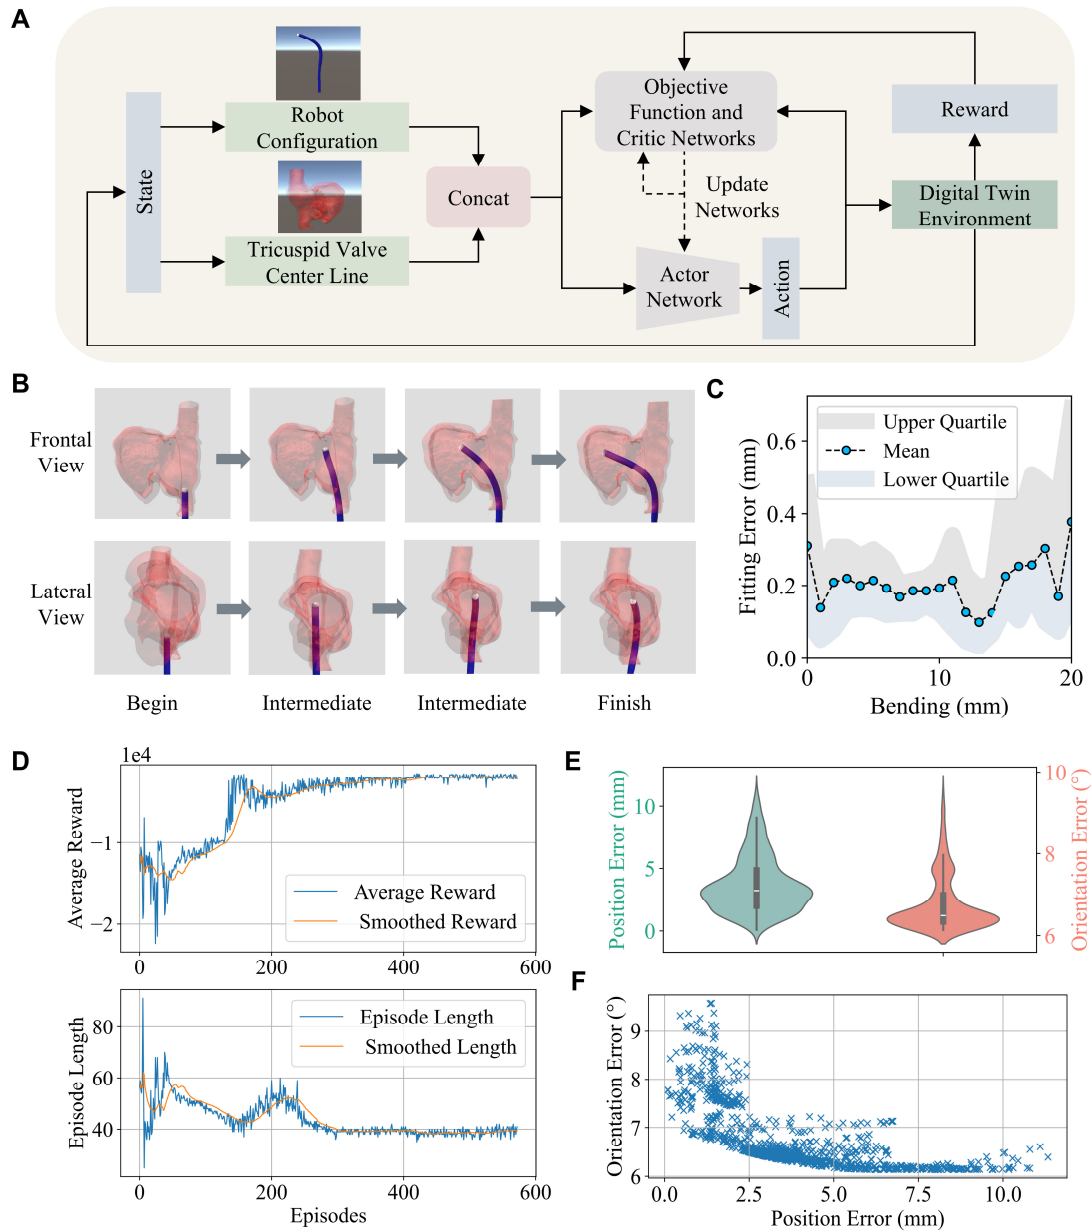 A
State
Robot
Configuration
Tricuspid Valve
Center Line
Concat
Objective
Function and
Critic Networks
Update
Networks
Actor
Network
Action
Reward
Digital Twin
Environment
B
Frontal
View
Lateral
View
Begin
Intermediate
Intermediate
Finish
C
Fitting Error (mm)
0.6
0.4
0.2
0.0
Upper Quartile
Mean
Lower Quartile
0
10
20
Bending (mm)
D
1e4
Average Reward
−1
−2
Average Reward
Smoothed Reward
0
200
400
600
Episode Length
80
60
40
Episode Length
Smoothed Length
0
200
400
600
Episodes
E
Position Error (mm)
10
5
0
Orientation Error (°)
10
8
6
F
Orientation Error (°)
9
8
7
6
0.0
2.5
5.0
7.5
10.0
Position Error (mm)